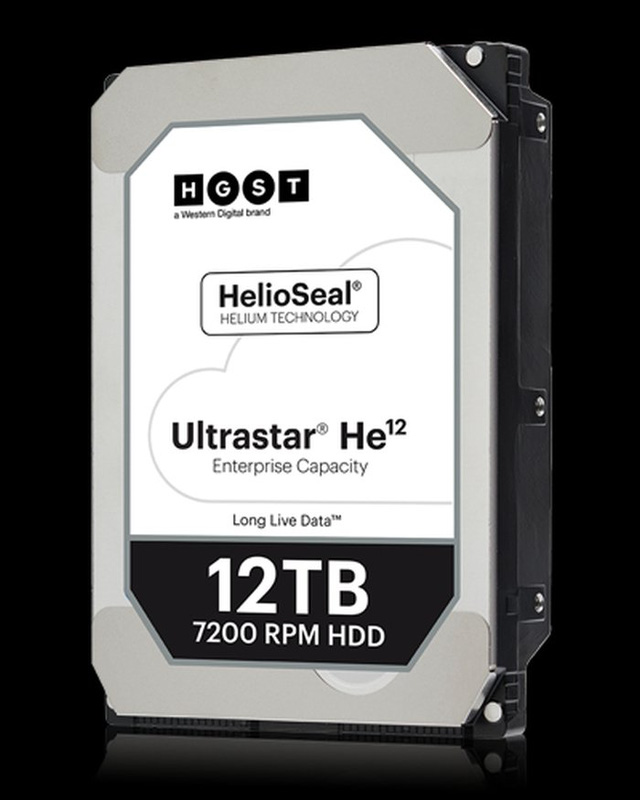 HGST
a Western Digital brand
HelioSeal®
HELIUM TECHNOLOGY
Ultrastar® He¹²
Enterprise Capacity
Long Live Data™
12TB
7200 RPM HDD